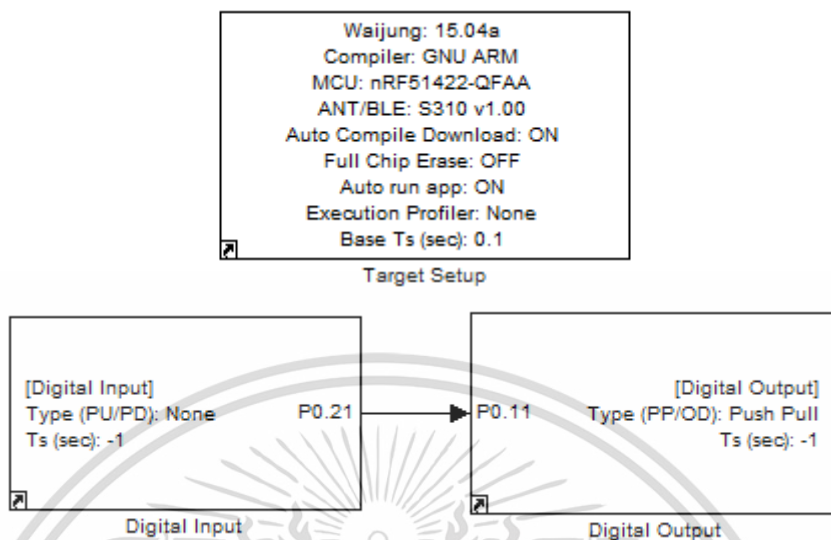 Waijung: 15.04a
Compiler: GNU ARM
MCU: nRF51422-QFAA
ANT/BLE: S310 v1.00
Auto Compile Download: ON
Full Chip Erase: OFF
Auto run app: ON
Execution Profiler: None
Base Ts (sec): 0.1
Target Setup
[Digital Input]
Type (PU/PD): None
Ts (sec): -1
P0.21
Digital Input
P0.11
[Digital Output]
Type (PP/OD): Push Pull
Ts (sec): -1
Digital Output